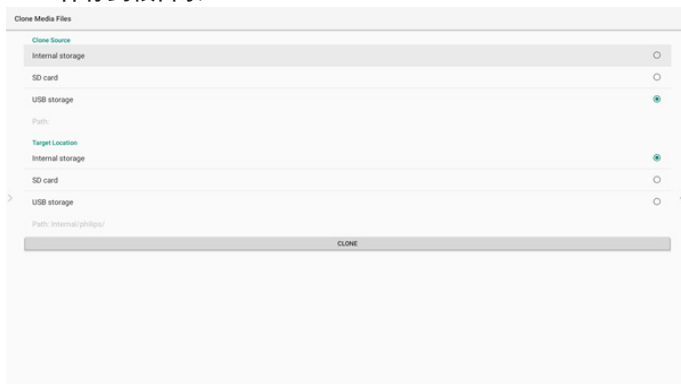 Clone Media Files
Clone Source
Internal storage
SD card
USB storage
Path:
Target Location
Internal storage
SD card
USB storage
Path: Internal/philips/
CLONE